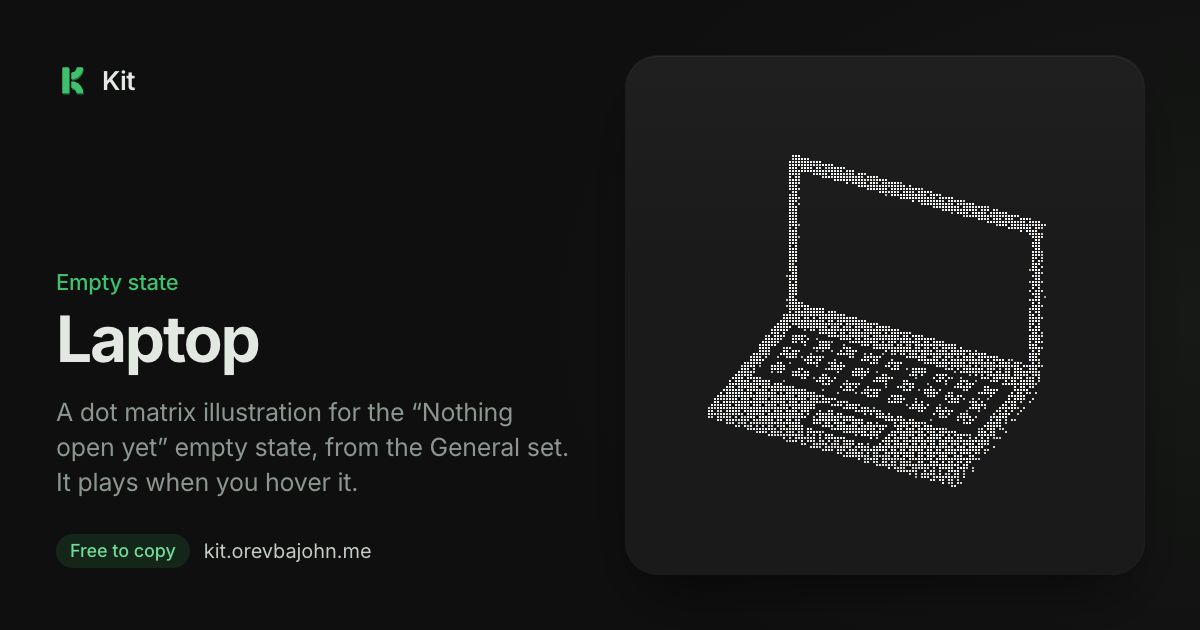 Kit
Empty state
Laptop
A dot matrix illustration for the “Nothing
open yet” empty state, from the General set.
It plays when you hover it.
Free to copy
kit.orevbajohn.me